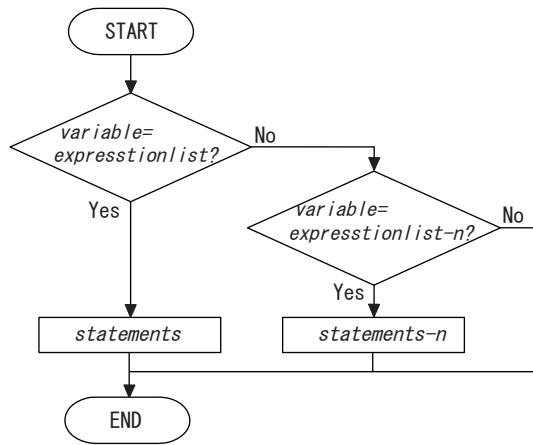 START
variable=
expresstionlist?
No
Yes
variable=
expresstionlist-n?
No
Yes
statements
statements-n
END